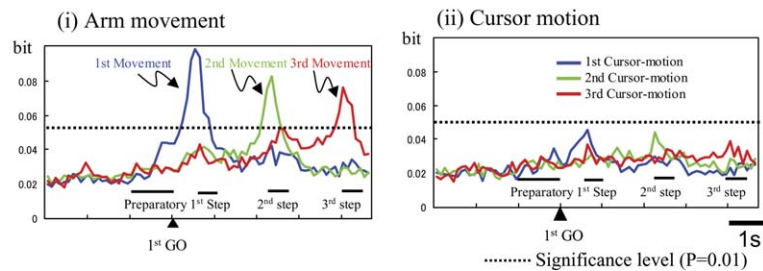 (i) Arm movement
bit
0.08
0.06
0.04
0.02
0
1st Movement
2nd Movement
3rd Movement
Preparatory 1st Step
2nd step
3rd step
1st GO
(ii) Cursor motion
bit
0.08
0.06
0.04
0.02
0
1st Cursor-motion
2nd Cursor-motion
3rd Cursor-motion
Preparatory 1st Step
2nd step
3rd step
1st GO
1s
Significance level (P=0.01)